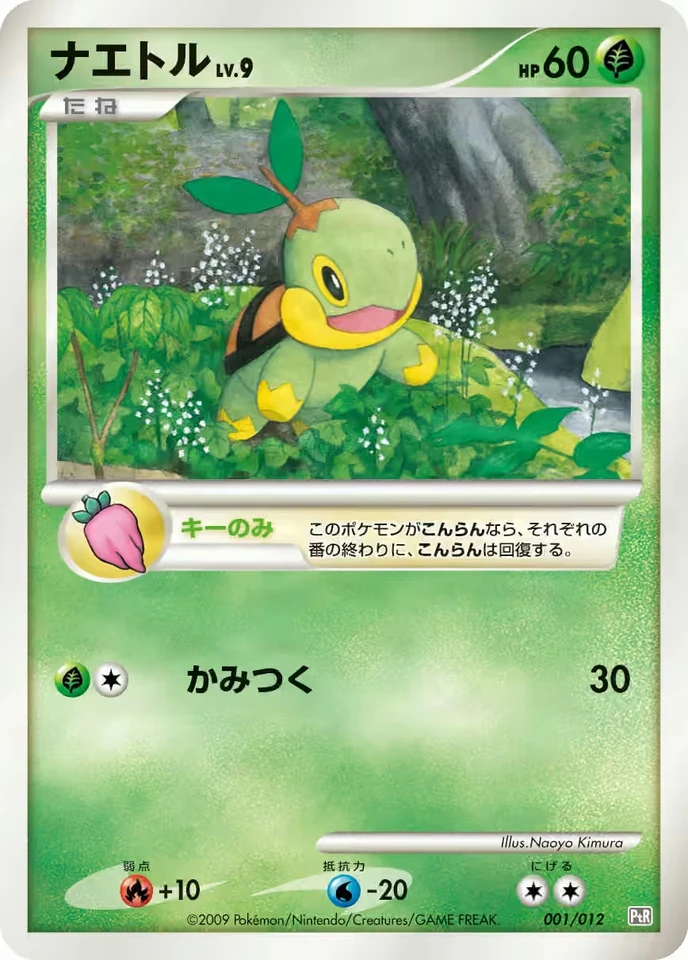 ナエトル LV.9 HP 60
たね
キーのみ
このポケモンがこんらんなら、それぞれの
番の終わりに、こんらんは回復する。
かみつく 30
Illus.Naoyo Kimura
弱点 抵抗力 にげる
+10 -20
©2009 Pokémon/Nintendo/Creatures/GAME FREAK. 001/012 PtR